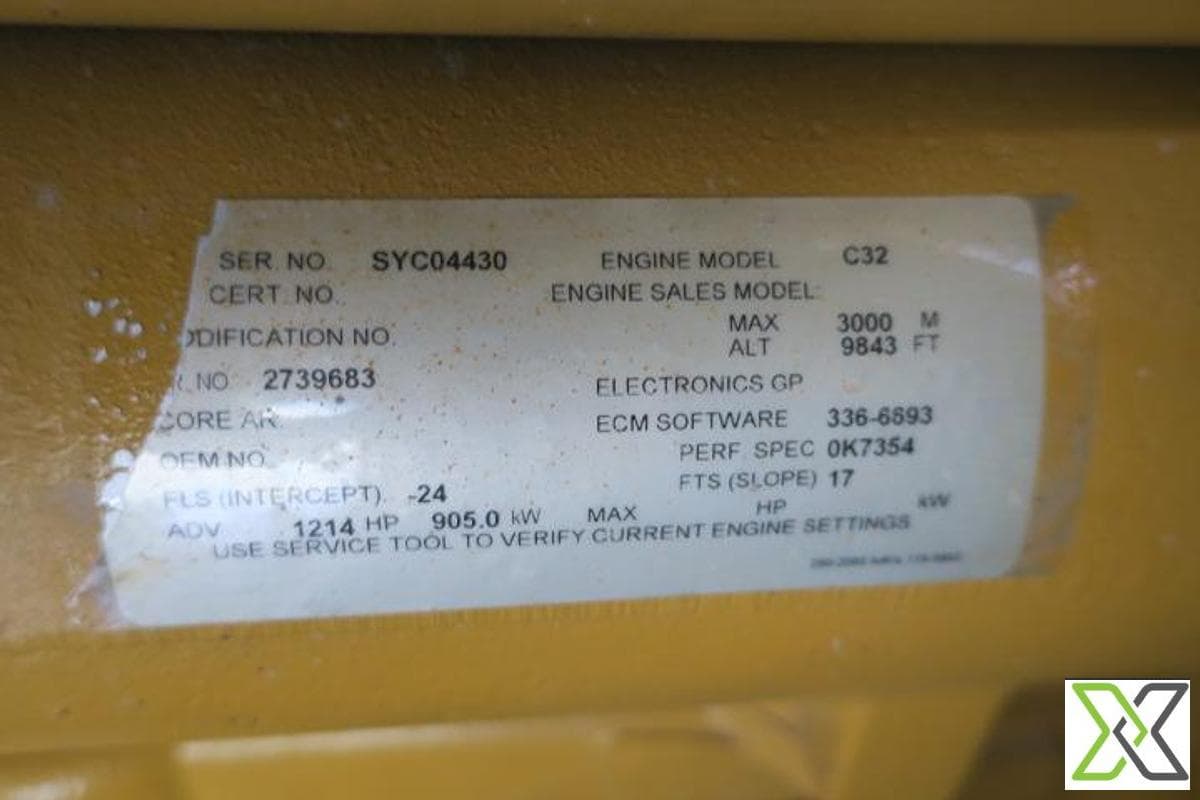 SER. NO. SYC04430 ENGINE MODEL C32
CERT. NO. ENGINE SALES MODEL
ODIFICATION NO. MAX 3000 M
ALT 9843 FT
R. NO 2739683 ELECTRONICS GP
CORE AR. ECM SOFTWARE 336-6893
OEM NO. PERF. SPEC 0K7354
FLS (INTERCEPT). -24 FTS (SLOPE) 17
ADV 1214 HP 905.0 kW MAX HP kW
USE SERVICE TOOL TO VERIFY CURRENT ENGINE SETTINGS